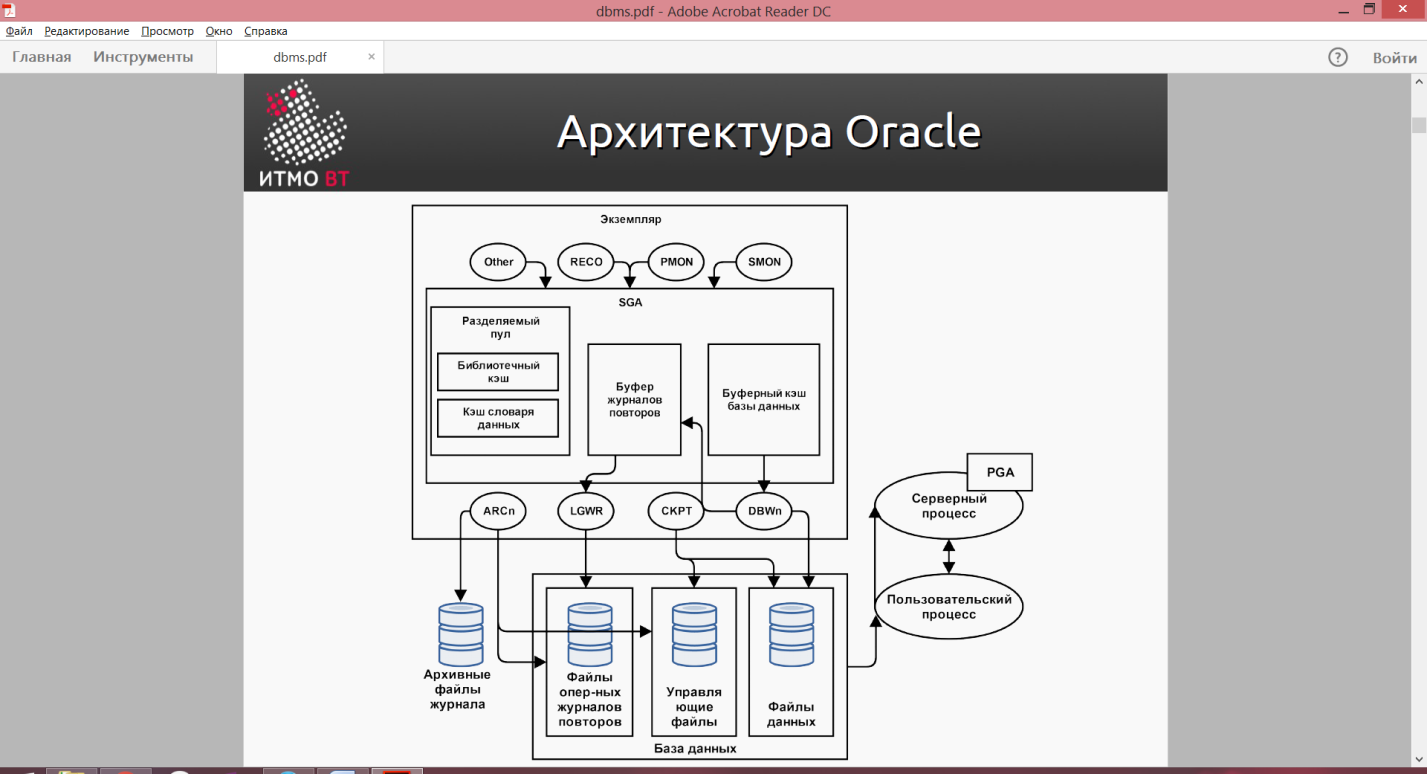 dbms.pdf - Adobe Acrobat Reader DC
Файл Редактирование Просмотр Окно Справка
Главная Инструменты dbms.pdf × ? Войти
ИТМО ВТ
Архитектура Oracle
Экземпляр
Other RECO PMON SMON
SGA
Разделяемый
пул
Библиотечный
кэш
Кэш словаря
данных
Буфер
журналов
повторов
Буферный кэш
базы данных
ARCn LGWR CKPT DBWn
PGA
Серверный
процесс
Пользовательский
процесс
Архивные
файлы
журнала
Файлы
опер-ных
журналов
повторов
Управля
ющие
файлы
Файлы
данных
База данных